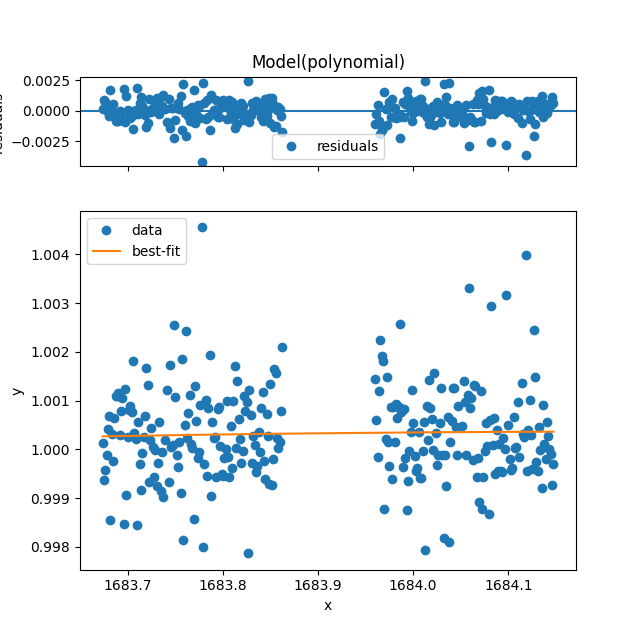 Model(polynomial)
0.0025
0.0000
−0.0025
residuals
residuals
data
best-fit
1.004
1.003
1.002
1.001
1.000
0.999
0.998
y
1683.7 1683.8 1683.9 1684.0 1684.1
x